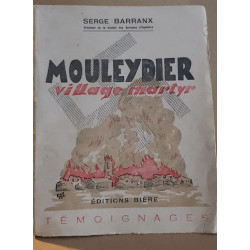 SERGE BARRANX
MOULEYDIER
village martyr
ÉDITIONS BIÈRE
TÉMOIGNAGES